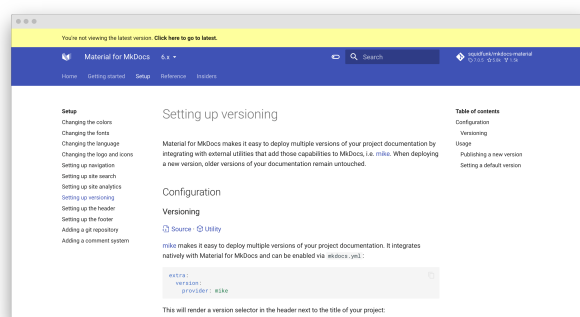 You're not viewing the latest version. Click here to go to latest.
Material for MkDocs 6.x
Search
squidfunk/mkdocs-material
7.0.5 5.8k 1.3k
Home Getting started Setup Reference Insiders
Setup
Changing the colors
Changing the fonts
Changing the language
Changing the logo and icons
Setting up navigation
Setting up site search
Setting up site analytics
Setting up versioning
Setting up the header
Setting up the footer
Adding a git repository
Adding a comment system
Setting up versioning
Material for MkDocs makes it easy to deploy multiple versions of your project documentation by
integrating with external utilities that add those capabilities to MkDocs, i.e. mike. When deploying
a new version, older versions of your documentation remain untouched.
Configuration
Versioning
Source · Utility
mike makes it easy to deploy multiple versions of your project documentation. It integrates
natively with Material for MkDocs and can be enabled via mkdocs.yml:
extra:
version:
provider: mike
This will render a version selector in the header next to the title of your project:
Table of contents
Configuration
Versioning
Usage
Publishing a new version
Setting a default version